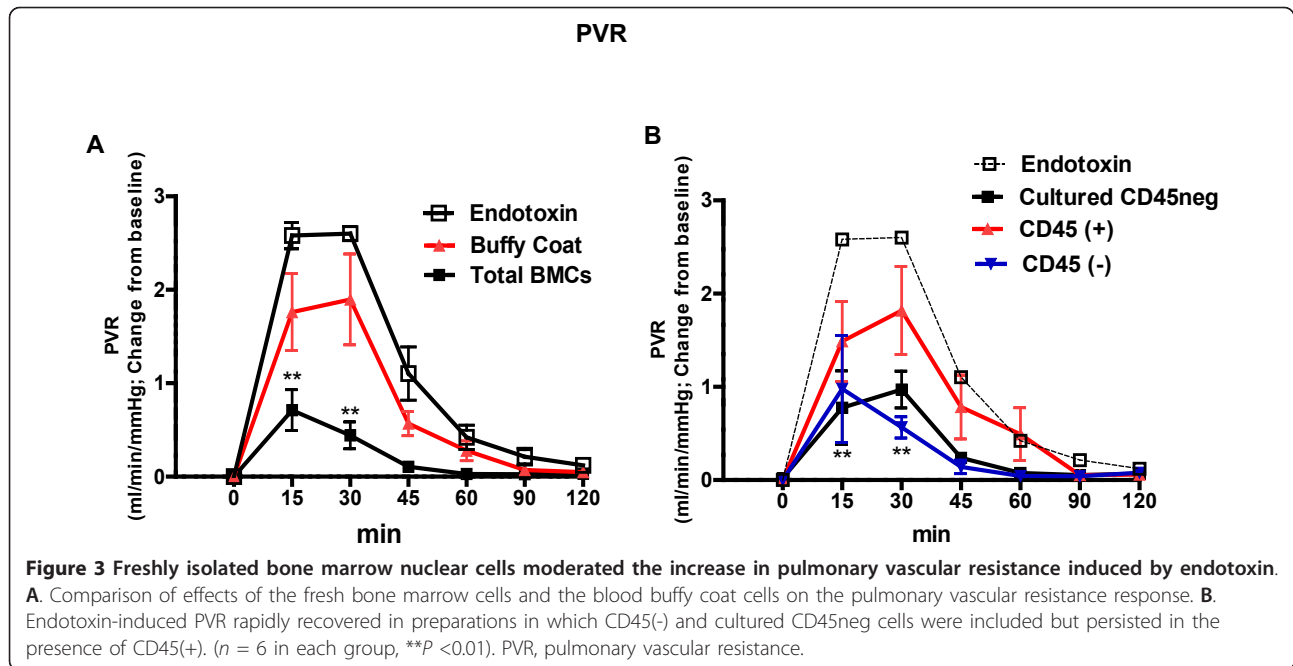 PVR
A
Endotoxin
Buffy Coat
Total BMCs
PVR
(ml/min/mmHg; Change from baseline)
3
2
1
0
**
**
0 15 30 45 60 90 120
min
B
Endotoxin
Cultured CD45neg
CD45 (+)
CD45 (-)
PVR
(ml/min/mmHg; Change from baseline)
3
2
1
0
**
**
0 15 30 45 60 90 120
min
Figure 3 Freshly isolated bone marrow nuclear cells moderated the increase in pulmonary vascular resistance induced by endotoxin.
A. Comparison of effects of the fresh bone marrow cells and the blood buffy coat cells on the pulmonary vascular resistance response. B.
Endotoxin-induced PVR rapidly recovered in preparations in which CD45(-) and cultured CD45neg cells were included but persisted in the
presence of CD45(+). (n = 6 in each group, **P <0.01). PVR, pulmonary vascular resistance.